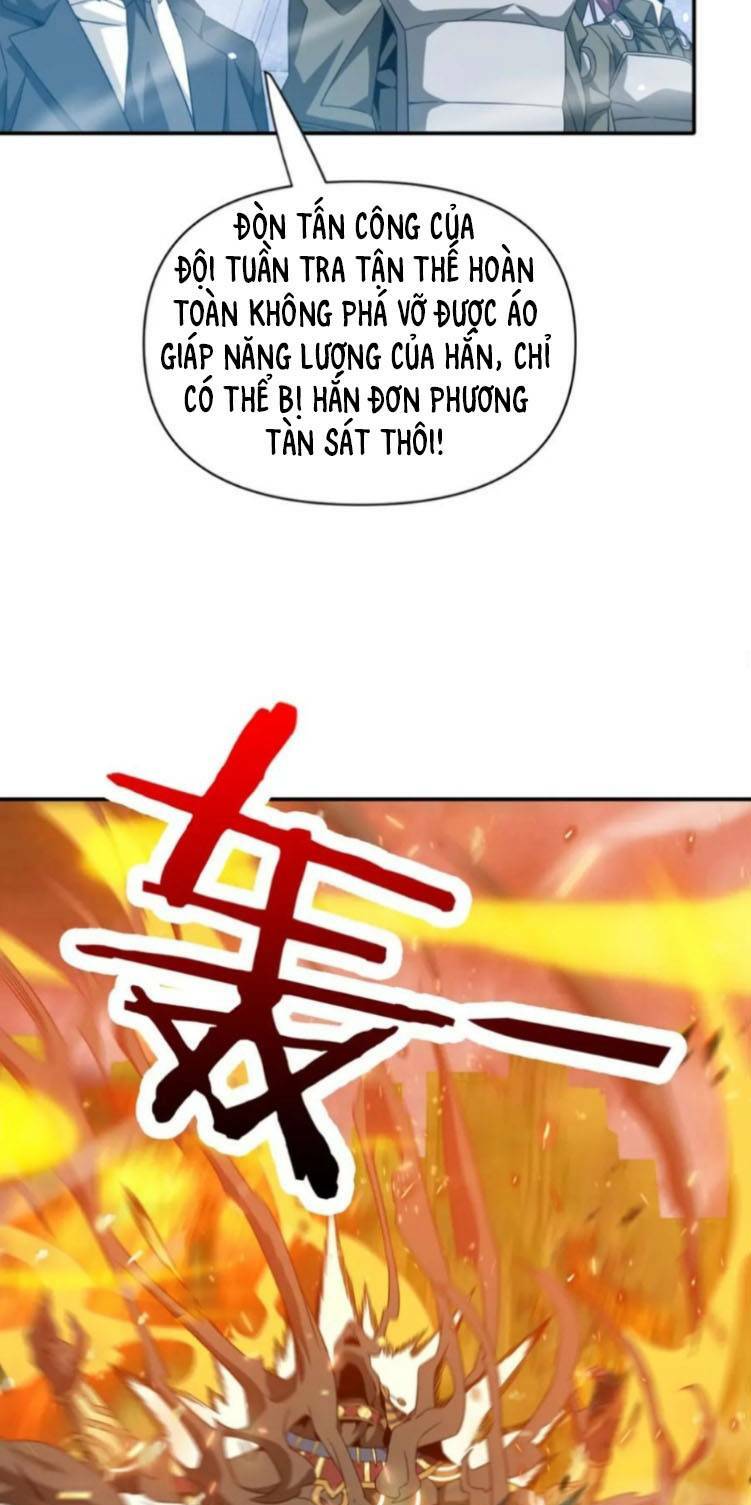 ĐÒN TẤN CÔNG CỦA
ĐỘI TUẦN TRA TẬN THẾ HOÀN
TOÀN KHÔNG PHÁ VỠ ĐƯỢC ÁO
GIÁP NĂNG LƯỢNG CỦA HẮN, CHỈ
CÓ THỂ BỊ HẮN ĐƠN PHƯƠNG
TÀN SÁT THÔI!
轰—